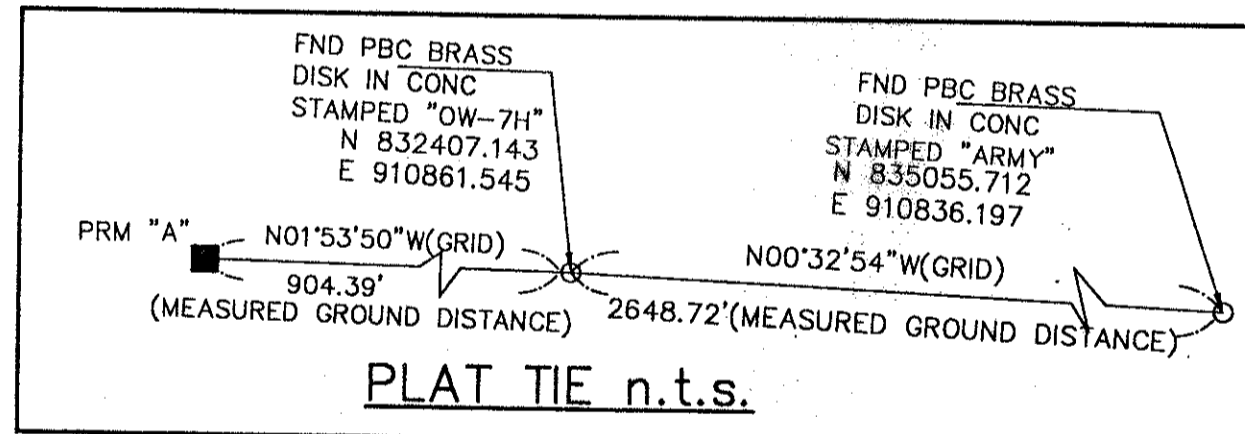 FND PBC BRASS
DISK IN CONC
STAMPED "OW-7H"
N 832407.143
E 910861.545
FND PBC BRASS
DISK IN CONC
STAMPED "ARMY"
N 835055.712
E 910836.197
PRM "A"
N01°53'50"W(GRID)
904.39'
(MEASURED GROUND DISTANCE)
N00°32'54"W(GRID)
2648.72'(MEASURED GROUND DISTANCE)
PLAT TIE n.t.s.